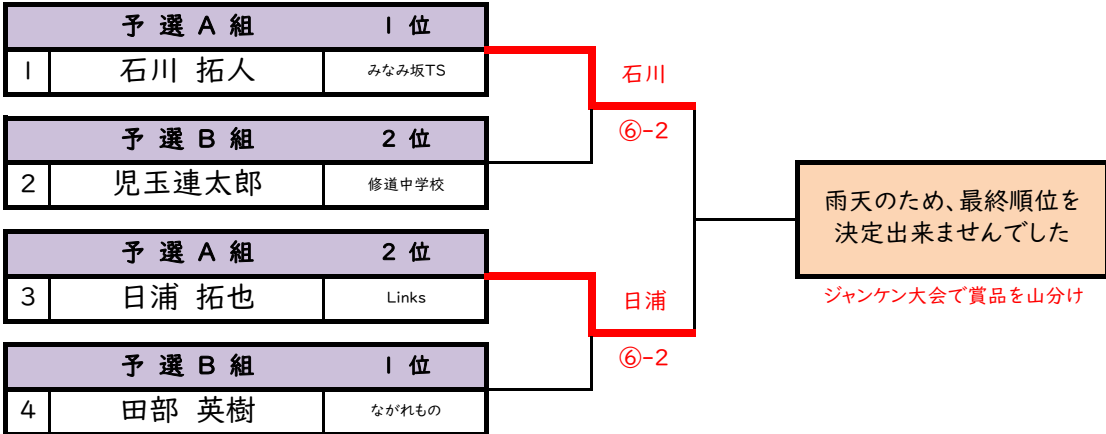 予選A組 1位
1 石川 拓人 みなみ坂TS
石川
⑥-2
予選B組 2位
2 児玉連太郎 修道中学校
雨天のため、最終順位を
決定出来ませんでした
ジャンケン大会で賞品を山分け
予選A組 2位
3 日浦 拓也 Links
日浦
⑥-2
予選B組 1位
4 田部 英樹 ながれもの